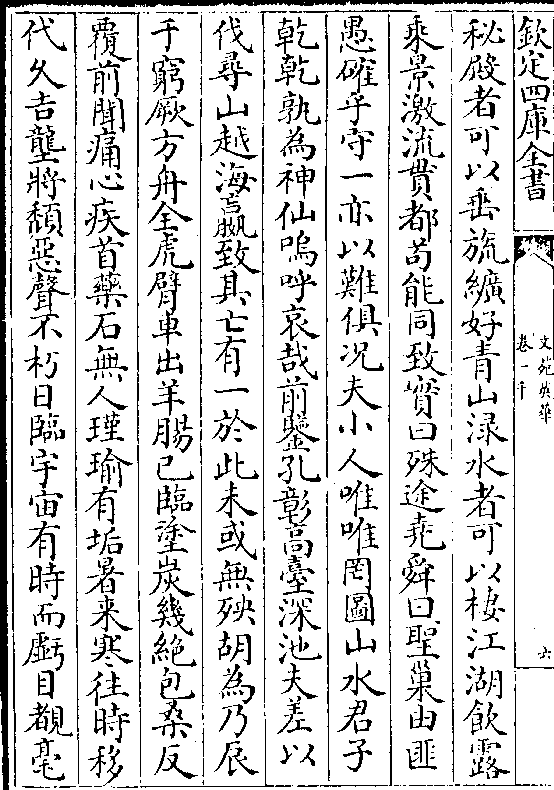 欽定四庫全書
文苑英華
卷一千
六
秘殿者可以垂旒纊好青山渌水者可以棲江湖飲露
乘景激流貫都茍能同致實曰殊途堯舜曰聖巢由匪
愚確乎守一亦以難俱况夫小人唯唯罔圖山水君子
乾乾孰為神仙嗚呼哀哉前鑒孔彰高臺深池夫差以
伐尋山越海嬴致其亡有一於此未或無殃胡為乃辰
于窮厥方舟全虎臂車出羊腸已臨塗炭幾絶包桑反
覆前聞痛心疾首藥石無人瑾瑜有垢暑来寒往時移
代久𠮷壟將頽惡聲不朽日臨宇宙有時而虧目覩毫